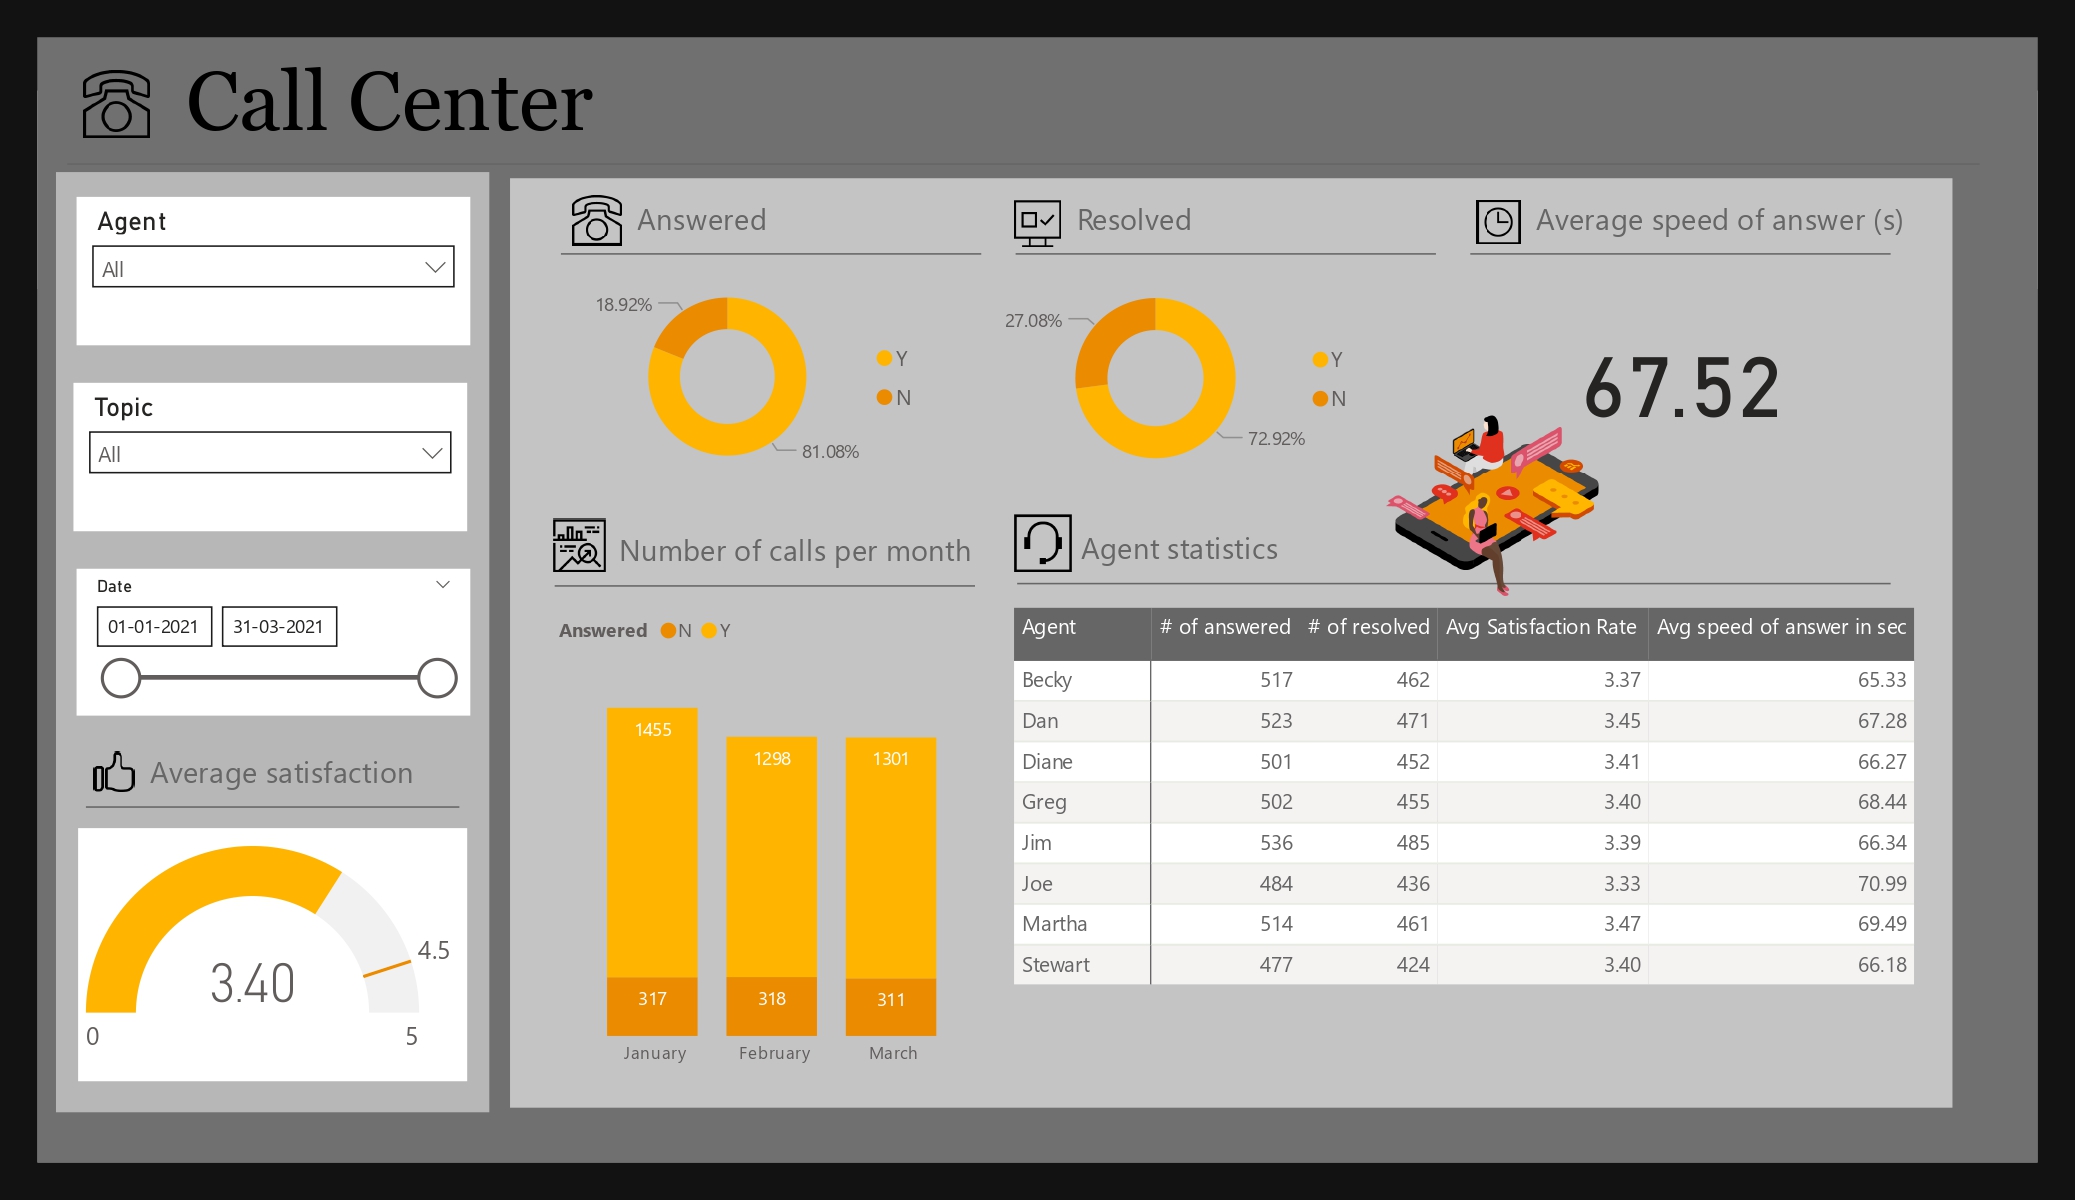 Call Center
Agent
All
Topic
All
Date
01-01-2021 31-03-2021
Average satisfaction
3.40
4.5
0 5
Answered
18.92%
81.08%
Y
N
Resolved
27.08%
72.92%
Y
N
Average speed of answer (s)
67.52
Number of calls per month
Answered N Y
1455 1298 1301
317 318 311
January February March
Agent statistics
Agent # of answered # of resolved Avg Satisfaction Rate Avg speed of answer in sec
Becky 517 462 3.37 65.33
Dan 523 471 3.45 67.28
Diane 501 452 3.41 66.27
Greg 502 455 3.40 68.44
Jim 536 485 3.39 66.34
Joe 484 436 3.33 70.99
Martha 514 461 3.47 69.49
Stewart 477 424 3.40 66.18